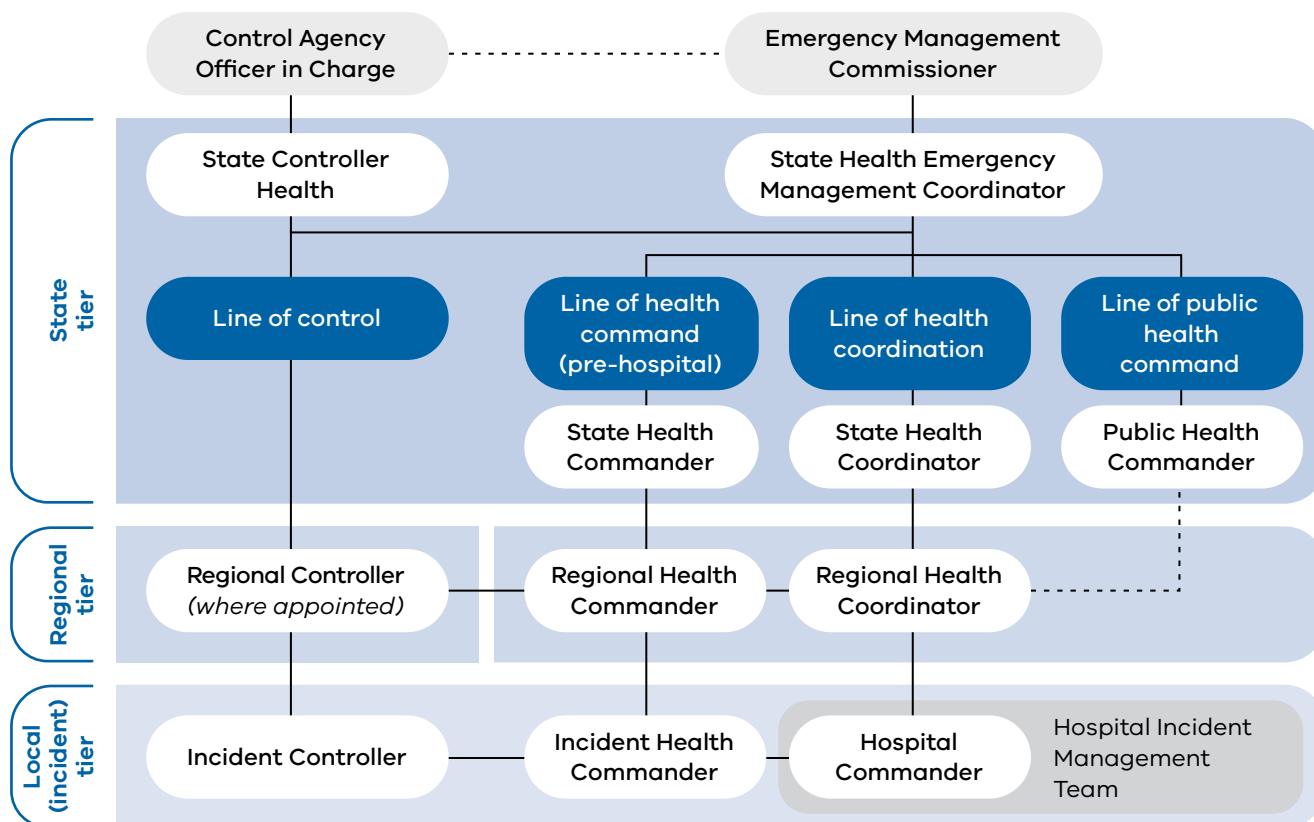 Control Agency
Officer in Charge
Emergency Management
Commissioner
State
tier
State Controller
Health
State Health Emergency
Management Coordinator
Line of control
Line of health
command
(pre-hospital)
Line of health
coordination
Line of public
health
command
State Health
Commander
State Health
Coordinator
Public Health
Commander
Regional
tier
Regional Controller
(where appointed)
Regional Health
Commander
Regional Health
Coordinator
Local
(incident)
tier
Incident Controller
Incident Health
Commander
Hospital
Commander
Hospital Incident
Management
Team